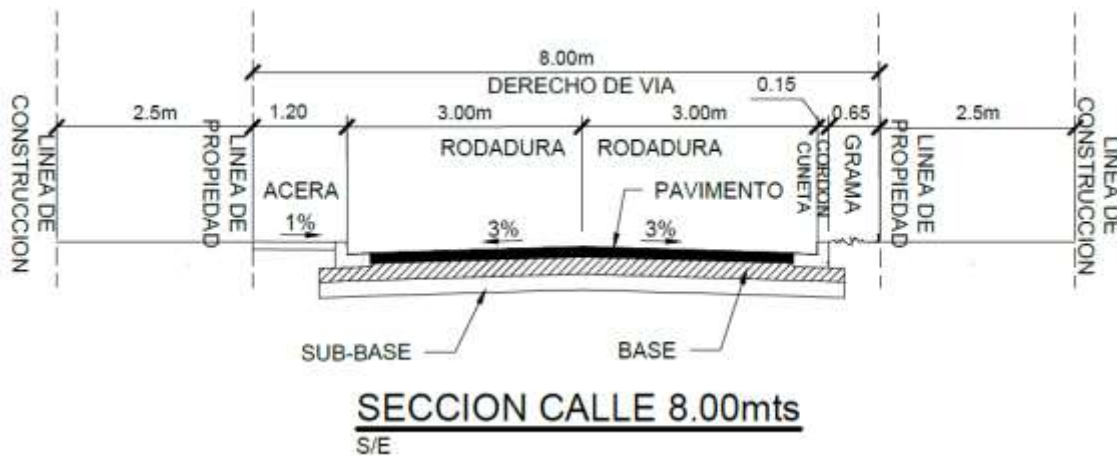 8.00m
DERECHO DE VIA
0.15
2.5m
1.20
3.00m
3.00m
0.65
2.5m
LINEA DE
CONSTRUCCION
LINEA DE
PROPIEDAD
ACERA
1%
RODADURA
RODADURA
3%
3%
PAVIMENTO
CORDON
CUNETA
GRAMA
LINEA DE
PROPIEDAD
LINEA DE
CONSTRUCCION
SUB-BASE
BASE
SECCION CALLE 8.00mts
S/E